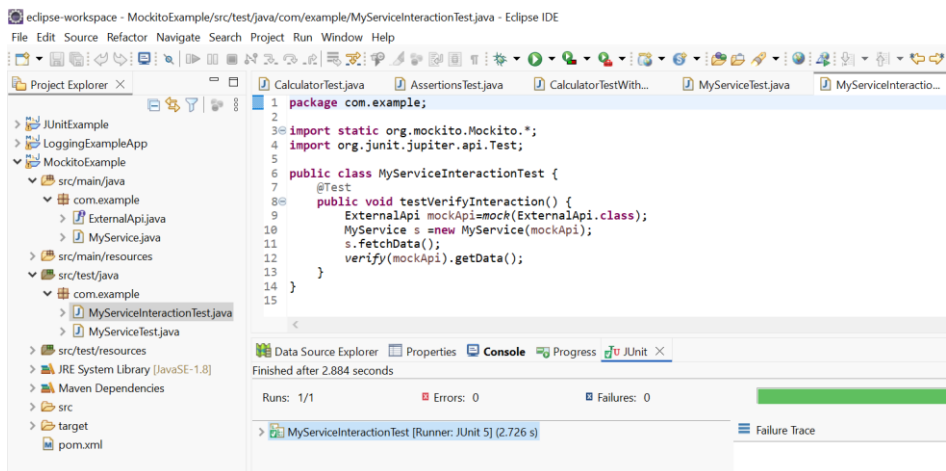 eclipse-workspace - MockitoExample/src/test/java/com/example/MyServiceInteractionTest.java - Eclipse IDE
File Edit Source Refactor Navigate Search Project Run Window Help
Project Explorer
JUnitExample
LoggingExampleApp
MockitoExample
src/main/java
com.example
ExternalApi.java
MyService.java
src/main/resources
src/test/java
com.example
MyServiceInteractionTest.java
MyServiceTest.java
src/test/resources
JRE System Library [JavaSE-1.8]
Maven Dependencies
src
target
pom.xml
CalculatorTest.java AssertionsTest.java CalculatorTestWith... MyServiceTest.java MyServiceInteractio...
1 package com.example;
2
3 import static org.mockito.Mockito.*;
4 import org.junit.jupiter.api.Test;
5
6 public class MyServiceInteractionTest {
7 @Test
8 public void testVerifyInteraction() {
9 ExternalApi mockApi=mock(ExternalApi.class);
10 MyService s =new MyService(mockApi);
11 s.fetchData();
12 verify(mockApi).getData();
13 }
14 }
15
Data Source Explorer Properties Console Progress JUnit
Finished after 2.884 seconds
Runs: 1/1 Errors: 0 Failures: 0
MyServiceInteractionTest [Runner: JUnit 5] (2.726 s)
Failure Trace